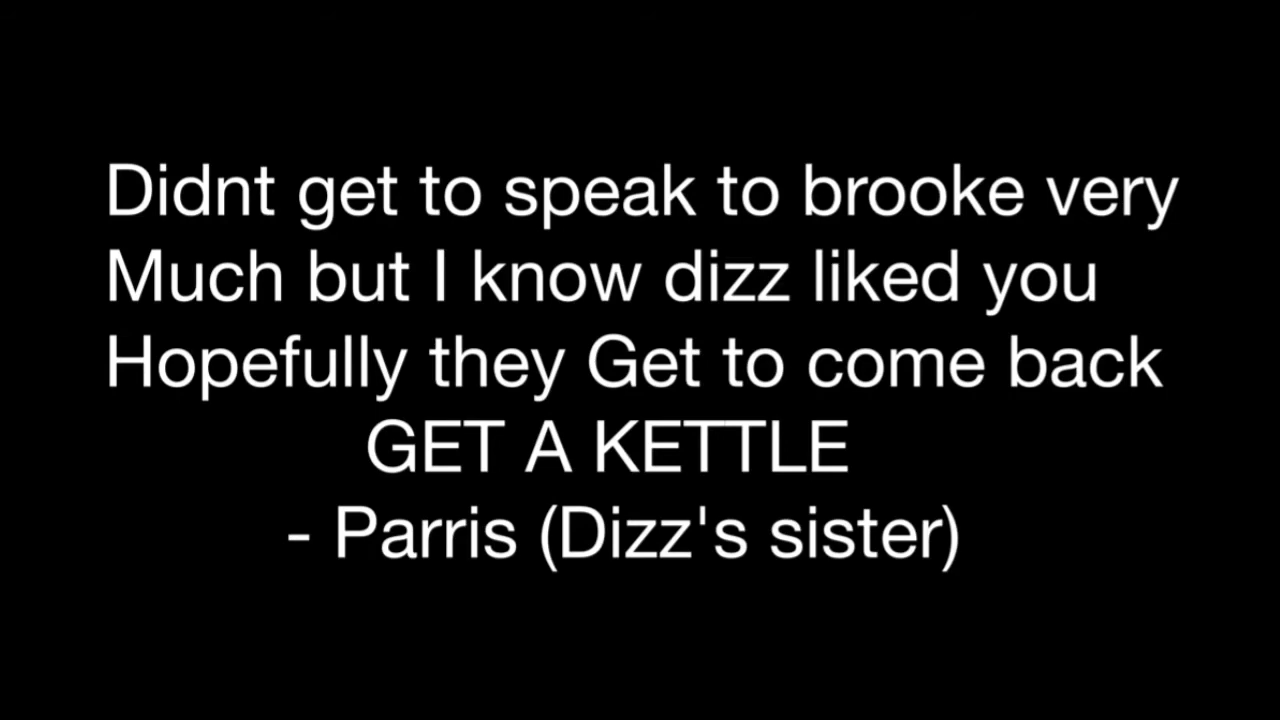 Didnt get to speak to brooke very
Much but I know dizz liked you
Hopefully they Get to come back
GET A KETTLE
- Parris (Dizz's sister)